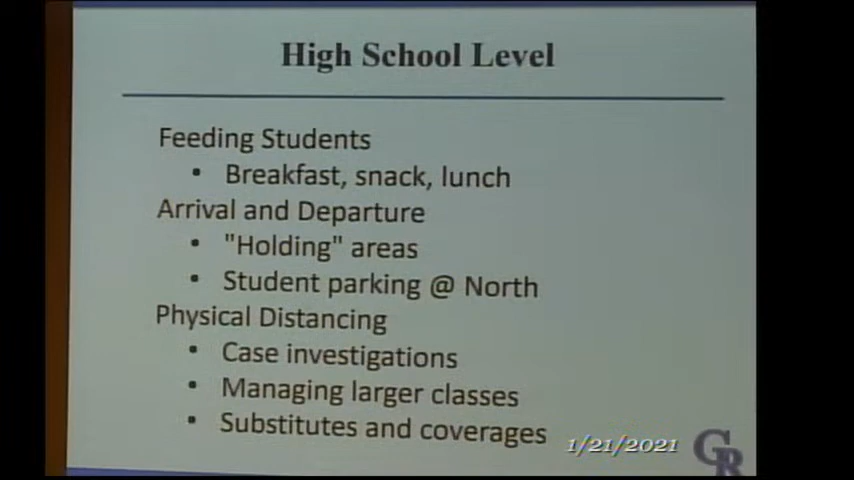 High School Level
Feeding Students
• Breakfast, snack, lunch
Arrival and Departure
• "Holding" areas
• Student parking @ North
Physical Distancing
• Case investigations
• Managing larger classes
• Substitutes and coverages
1/21/2021
GR